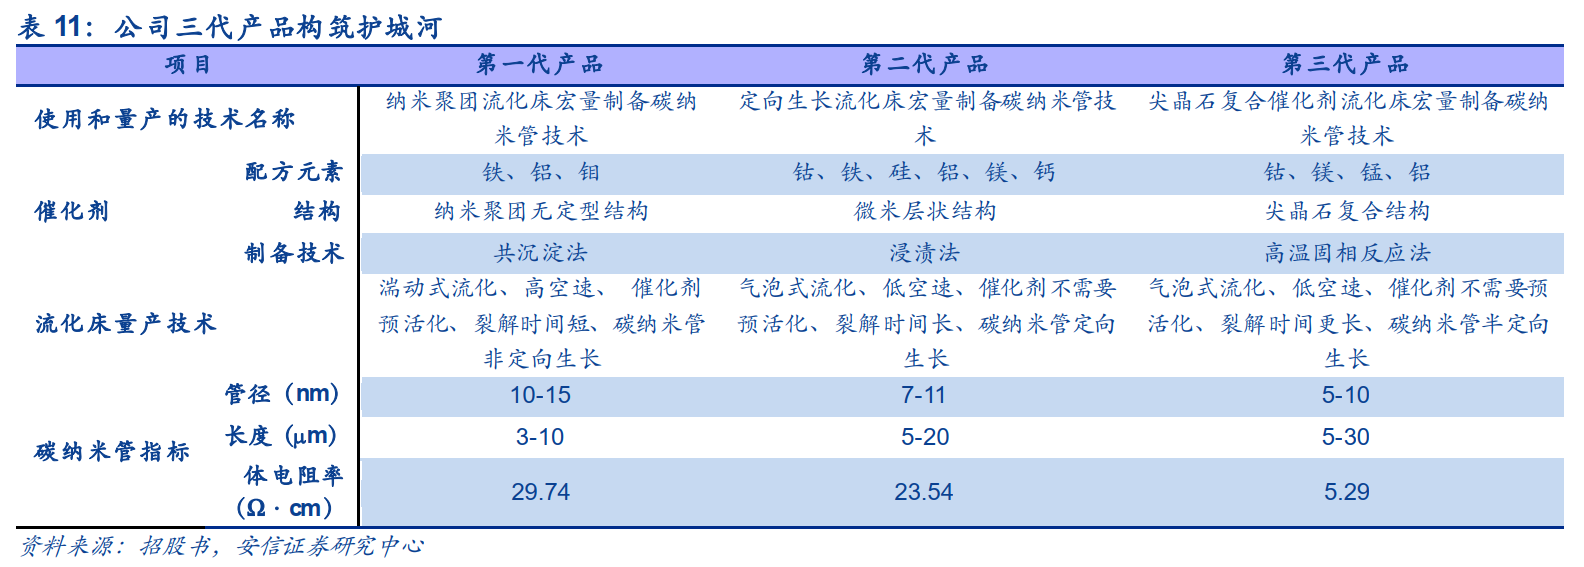 表 11：公司三代产品构筑护城河
项目 第一代产品 第二代产品 第三代产品
使用和量产的技术名称 纳米聚团流化床宏量制备碳纳 定向生长流化床宏量制备碳纳米管技 尖晶石复合催化剂流化床宏量制备碳纳
米管技术 术 米管技术
配方元素 铁、铝、钼 钴、铁、硅、铝、镁、钙 钴、镁、锰、铝
催化剂 结构 纳米聚团无定型结构 微米层状结构 尖晶石复合结构
制备技术 共沉淀法 浸渍法 高温固相反应法
湍动式流化、高空速、 催化剂 气泡式流化、低空速、催化剂不需要 气泡式流化、低空速、催化剂不需要预
流化床量产技术 预活化、裂解时间短、碳纳米管 预活化、裂解时间长、碳纳米管定向 活化、裂解时间更长、碳纳米管半定向
非定向生长 生长 生长
管径（nm） 10-15 7-11 5-10
长度（μm） 3-10 5-20 5-30
碳纳米管指标
体电阻率
（Ω·cm） 29.74 23.54 5.29
资料来源：招股书，安信证券研究中心